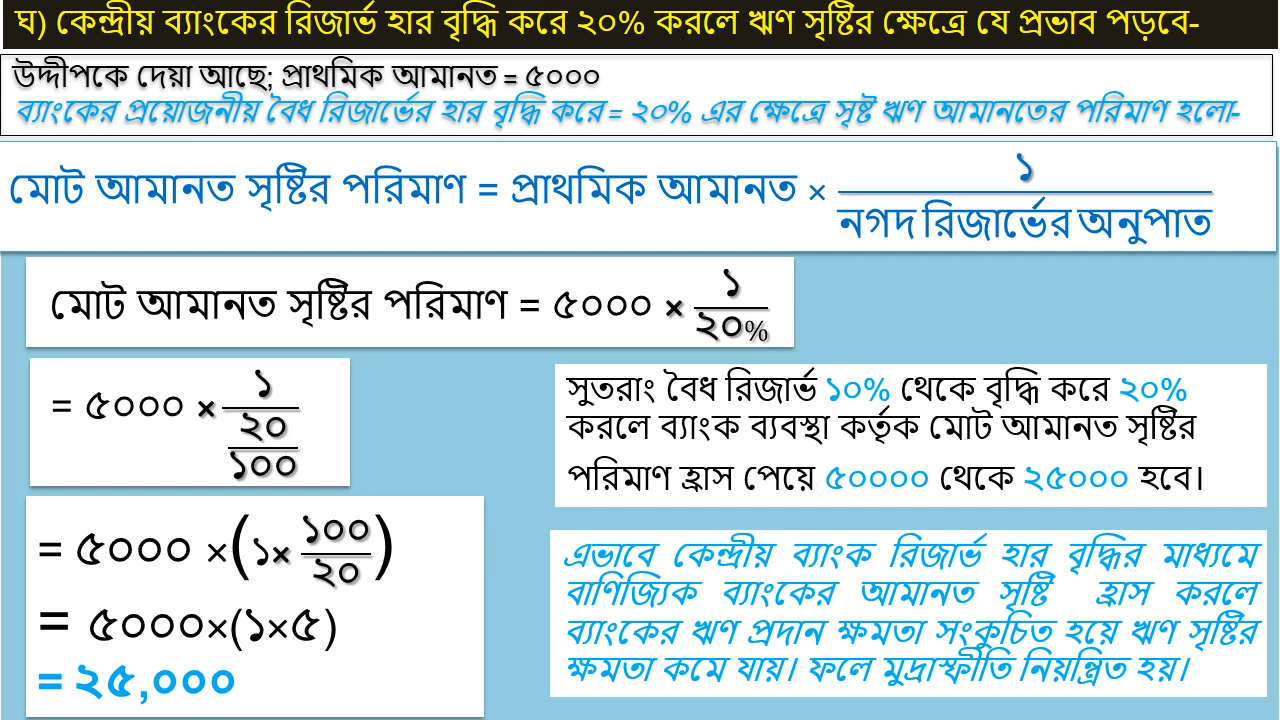 ঘ) কেন্দ্রীয় ব্যাংকের রিজার্ভ হার বৃদ্ধি করে ২০% করলে ঋণ সৃষ্টির ক্ষেত্রে যে প্রভাব পড়বে-
উদ্দীপকে দেয়া আছে; প্রাথমিক আমানত = ৫০০০
ব্যাংকের প্রয়োজনীয় বৈধ রিজার্ভের হার বৃদ্ধি করে = ২০% এর ক্ষেত্রে সৃষ্ট ঋণ আমানতের পরিমাণ হলো-
মোট আমানত সৃষ্টির পরিমাণ = প্রাথমিক আমানত × ১
নগদ রিজার্ভের অনুপাত
মোট আমানত সৃষ্টির পরিমাণ = ৫০০০ × ১
২০%
= ৫০০০ × ১
২০
১০০
= ৫০০০ ×(১× ১০০
২০)
= ৫০০০×(১×৫)
= ২৫,০০০
সুতরাং বৈধ রিজার্ভ ১০% থেকে বৃদ্ধি করে ২০%
করলে ব্যাংক ব্যবস্থা কর্তৃক মোট আমানত সৃষ্টির
পরিমাণ হ্রাস পেয়ে ৫০০০০ থেকে ২৫০০০ হবে।
এভাবে কেন্দ্রীয় ব্যাংক রিজার্ভ হার বৃদ্ধির মাধ্যমে
বাণিজ্যিক ব্যাংকের আমানত সৃষ্টি হ্রাস করলে
ব্যাংকের ঋণ প্রদান ক্ষমতা সংকুচিত হয়ে ঋণ সৃষ্টির
ক্ষমতা কমে যায়। ফলে মুদ্রাস্ফীতি নিয়ন্ত্রিত হয়।